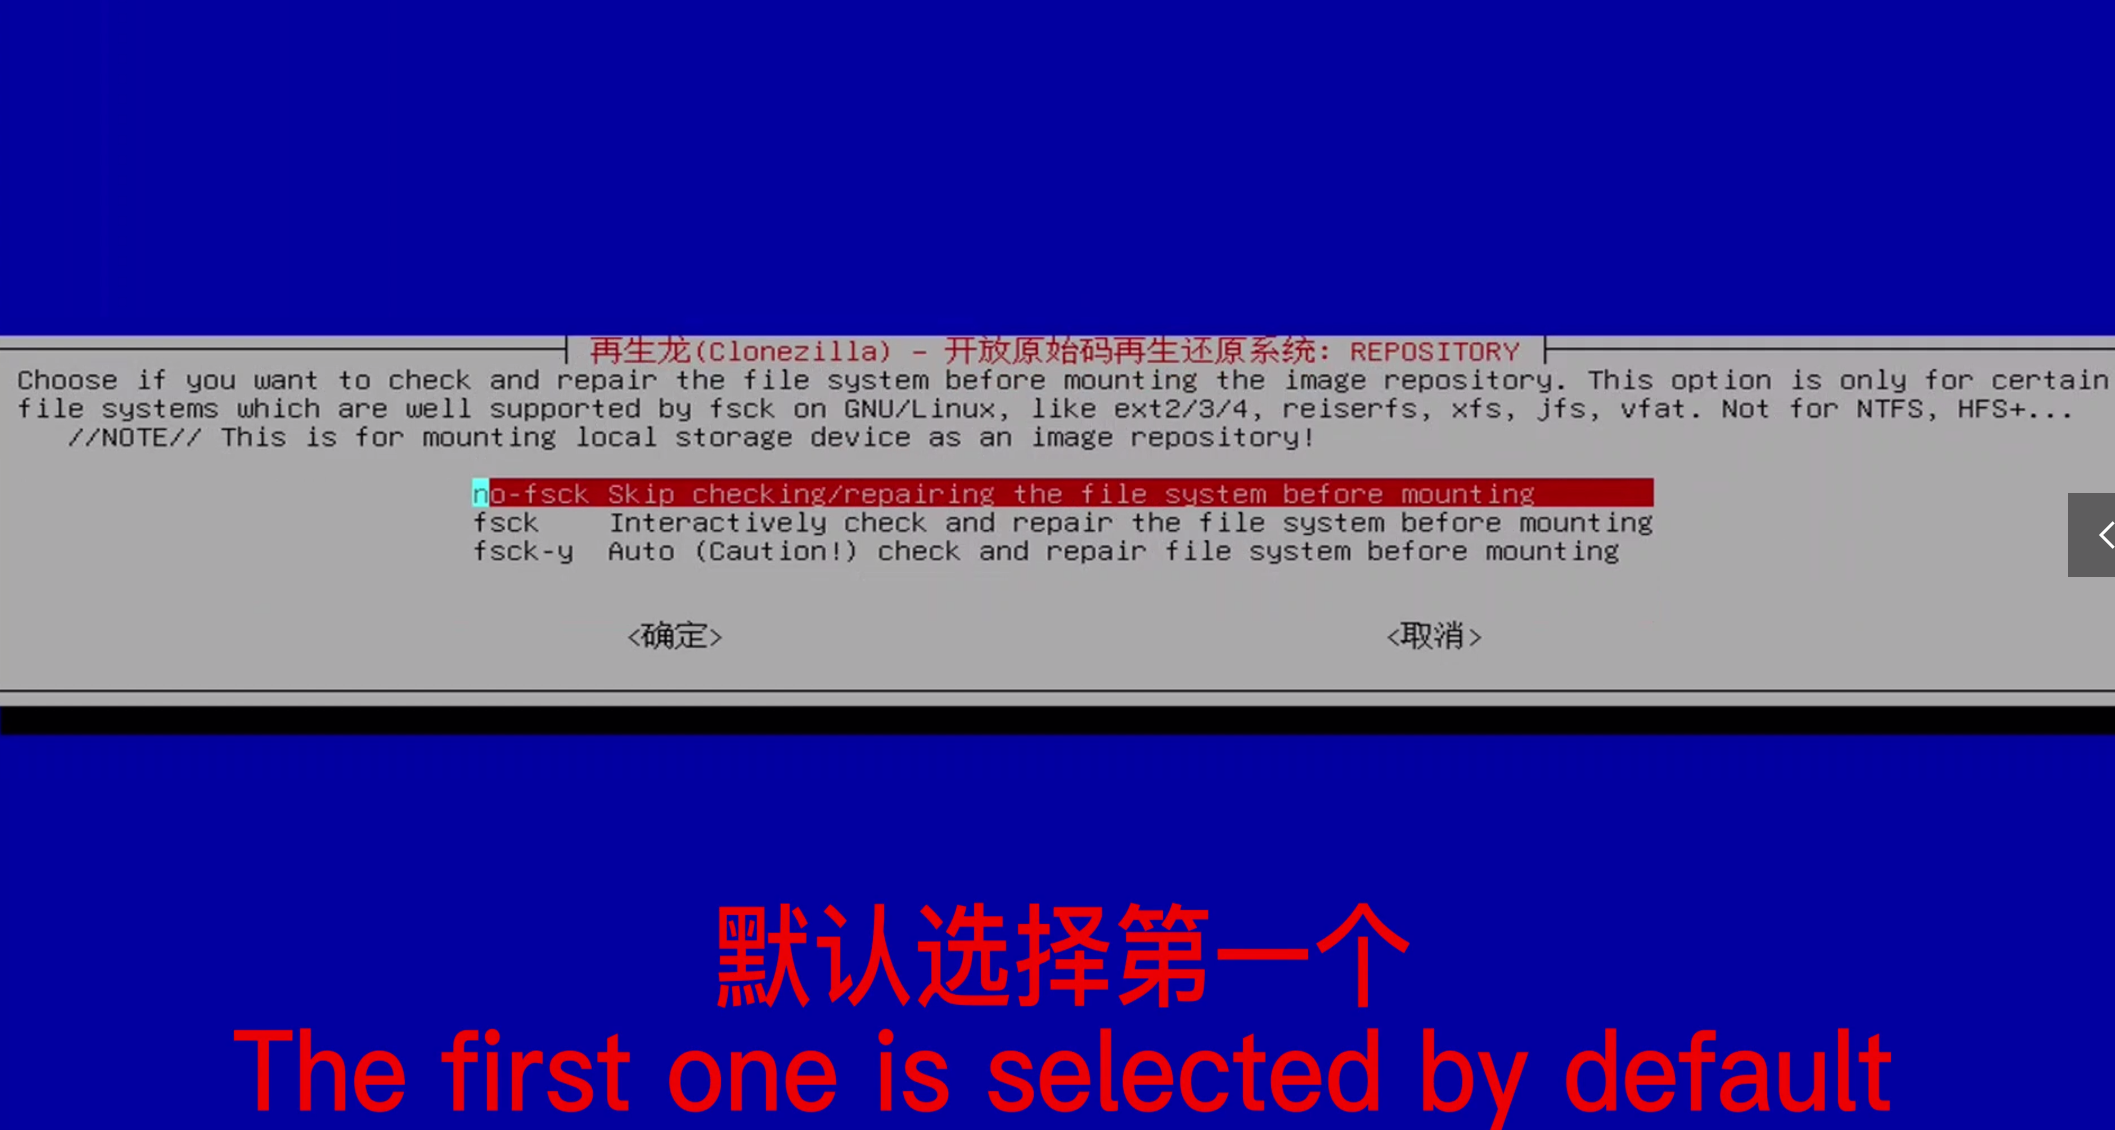 再生龙(Clonezilla) - 开放原始码再生还原系统: REPOSITORY
Choose if you want to check and repair the file system before mounting the image repository. This option is only for certain
file systems which are well supported by fsck on GNU/Linux, like ext2/3/4, reiserfs, xfs, jfs, vfat. Not for NTFS, HFS+...
//NOTE// This is for mounting local storage device as an image repository!
no-fsck Skip checking/repairing the file system before mounting
fsck Interactively check and repair the file system before mounting
fsck-y Auto (Caution!) check and repair file system before mounting
<确定> <取消>
默认选择第一个
The first one is selected by default